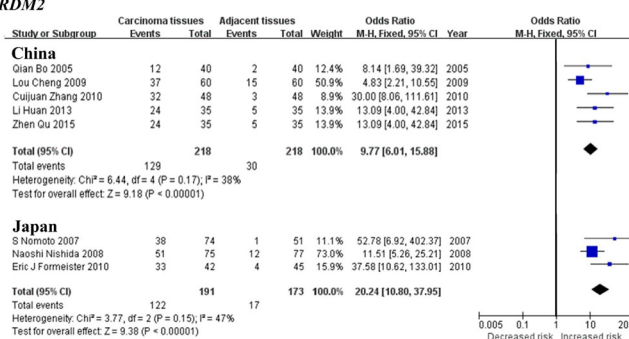 RDM2
Carcinoma tissues Adjacent tissues Odds Ratio Odds Ratio
Study or Subgroup Events Total Events Total Weight M-H, Fixed, 95% CI Year M-H, Fixed, 95% CI
China
Qian Bo 2005 12 40 2 40 12.4% 8.14 [1.69, 39.32] 2005
Lou Cheng 2009 37 60 15 60 50.9% 4.83 [2.21, 10.55] 2009
Cuijuan Zhang 2010 32 48 3 48 8.9% 30.00 [8.06, 111.61] 2010
Li Huan 2013 24 35 5 35 13.9% 13.09 [4.00, 42.84] 2013
Zhen Qu 2015 24 35 5 35 13.9% 13.09 [4.00, 42.84] 2015
Total (95% CI) 218 218 100.0% 9.77 [6.01, 15.88]
Total events 129 30
Heterogeneity: Chi² = 6.44, df = 4 (P = 0.17); I² = 38%
Test for overall effect: Z = 9.18 (P < 0.00001)
Japan
S Nomoto 2007 38 74 1 51 11.1% 52.78 [6.92, 402.37] 2007
Naoshi Nishida 2008 51 75 12 77 73.0% 11.51 [5.26, 25.21] 2008
Eric J Formeister 2010 33 42 4 45 15.9% 37.58 [10.62, 133.01] 2010
Total (95% CI) 191 173 100.0% 20.24 [10.80, 37.95]
Total events 122 17
Heterogeneity: Chi² = 3.77, df = 2 (P = 0.15); I² = 47%
Test for overall effect: Z = 9.38 (P < 0.00001)
0.005 0.1 1 10 20
Decreased risk Increased risk